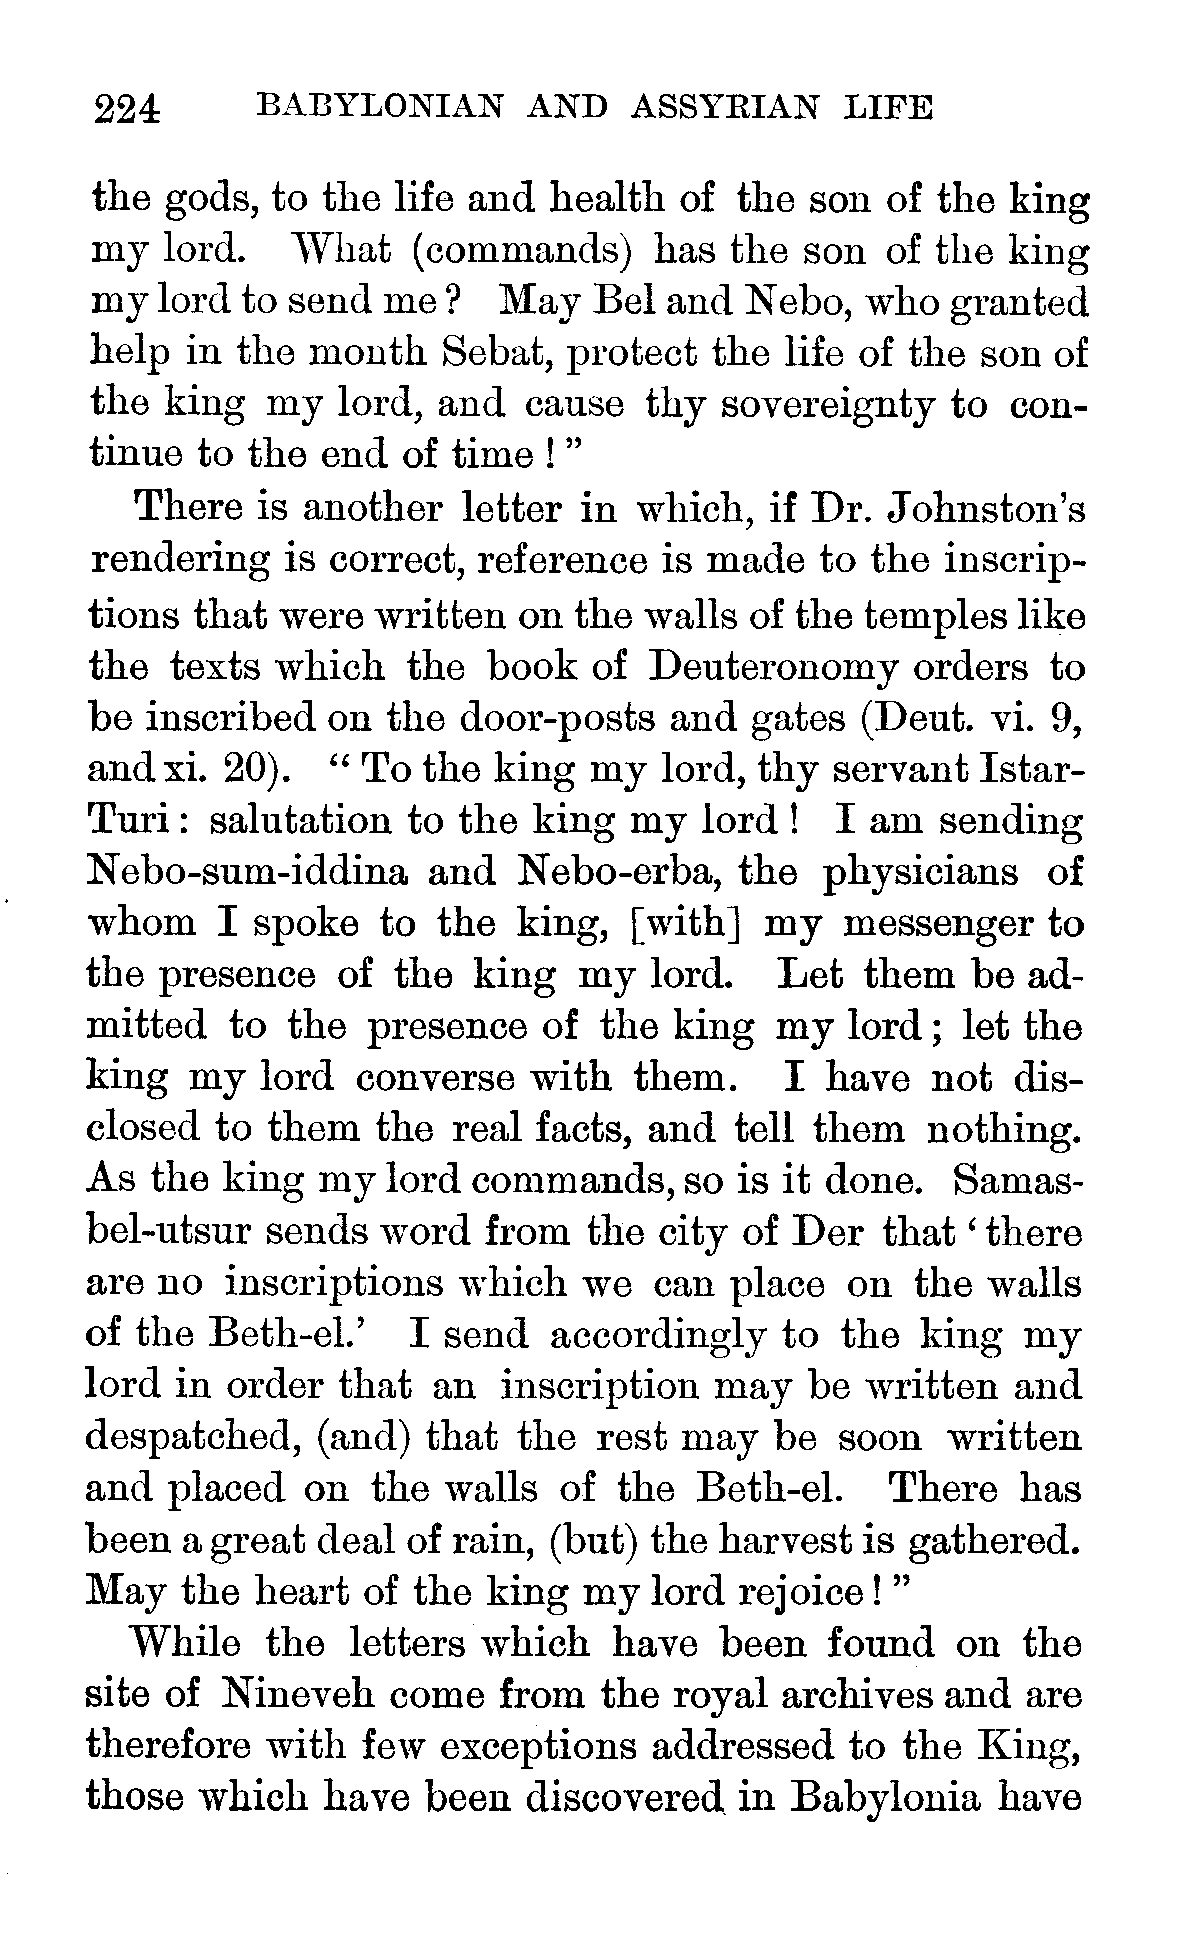 224 BABYLONIAN AND ASSYRIAN LIFE
the gods, to the life and health of the son of the king
my lord. What (commands) has the son of the king
my lord to send me? May Bel and Nebo, who granted
help in the month Sebat, protect the life of the son of
the king my lord, and cause thy sovereignty to con-
tinue to the end of time!”
There is another letter in which, if Dr. Johnston’s
rendering is correct, reference is made to the inscrip-
tions that were written on the walls of the temples like
the texts which the book of Deuteronomy orders to
be inscribed on the door-posts and gates (Deut. vi. 9,
and xi. 20). “To the king my lord, thy servant Istar-
Turi: salutation to the king my lord! I am sending
Nebo-sum-iddina and Nebo-erba, the physicians of
whom I spoke to the king, [with] my messenger to
the presence of the king my lord. Let them be ad-
mitted to the presence of the king my lord; let the
king my lord converse with them. I have not dis-
closed to them the real facts, and tell them nothing.
As the king my lord commands, so is it done. Samas-
bel-utsur sends word from the city of Der that ‘there
are no inscriptions which we can place on the walls
of the Beth-el.’ I send accordingly to the king my
lord in order that an inscription may be written and
despatched, (and) that the rest may be soon written
and placed on the walls of the Beth-el. There has
been a great deal of rain, (but) the harvest is gathered.
May the heart of the king my lord rejoice!”
While the letters which have been found on the
site of Nineveh come from the royal archives and are
therefore with few exceptions addressed to the King,
those which have been discovered in Babylonia have